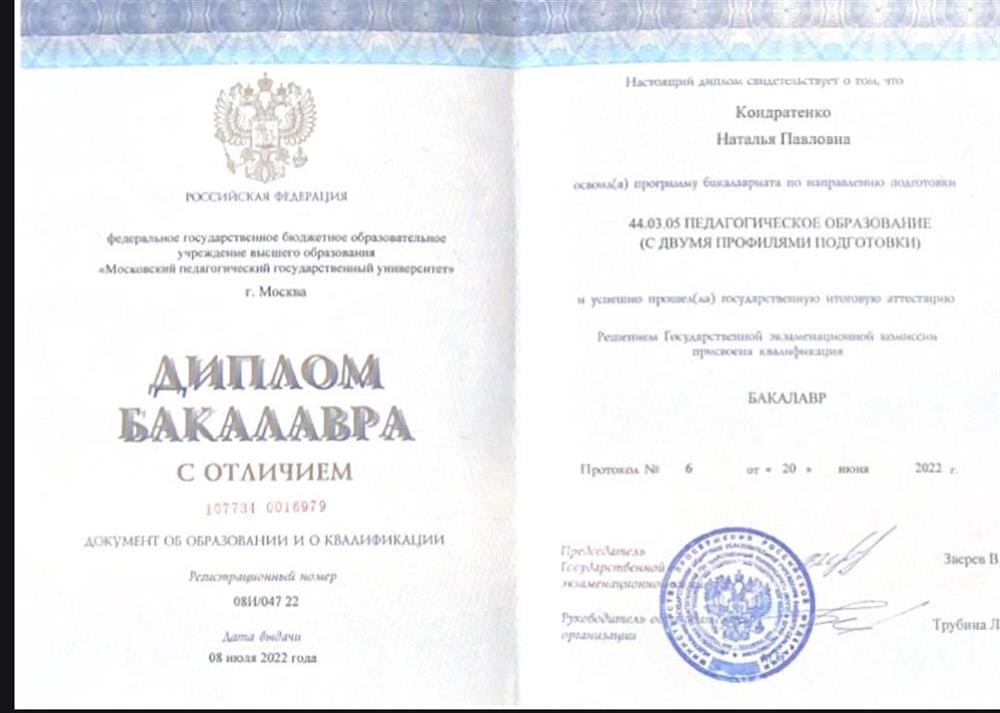 РОССИЙСКАЯ ФЕДЕРАЦИЯ
федеральное государственное бюджетное образовательное
учреждение высшего образования
«Московский педагогический государственный университет»
г. Москва
ДИПЛОМ
БАКАЛАВРА
С ОТЛИЧИЕМ
107734 0016979
ДОКУМЕНТ ОБ ОБРАЗОВАНИИ И О КВАЛИФИКАЦИИ
Регистрационный номер
08И/047 22
Дата выдачи
08 июля 2022 года
Настоящий диплом свидетельствует о том, что
Кондратенко
Наталья Павловна
освоил(а) программу бакалавриата по направлению подготовки
44.03.05 ПЕДАГОГИЧЕСКОЕ ОБРАЗОВАНИЕ
(С ДВУМЯ ПРОФИЛЯМИ ПОДГОТОВКИ)
и успешно прошел(ла) государственную итоговую аттестацию
Решением Государственной экзаменационной комиссии
присвоена квалификация
БАКАЛАВР
Протокол № 6 от « 20 » июня 2022 г.
Председатель
Государственной
экзаменационной
Зверев В.
Руководитель
организации
Трубина Л